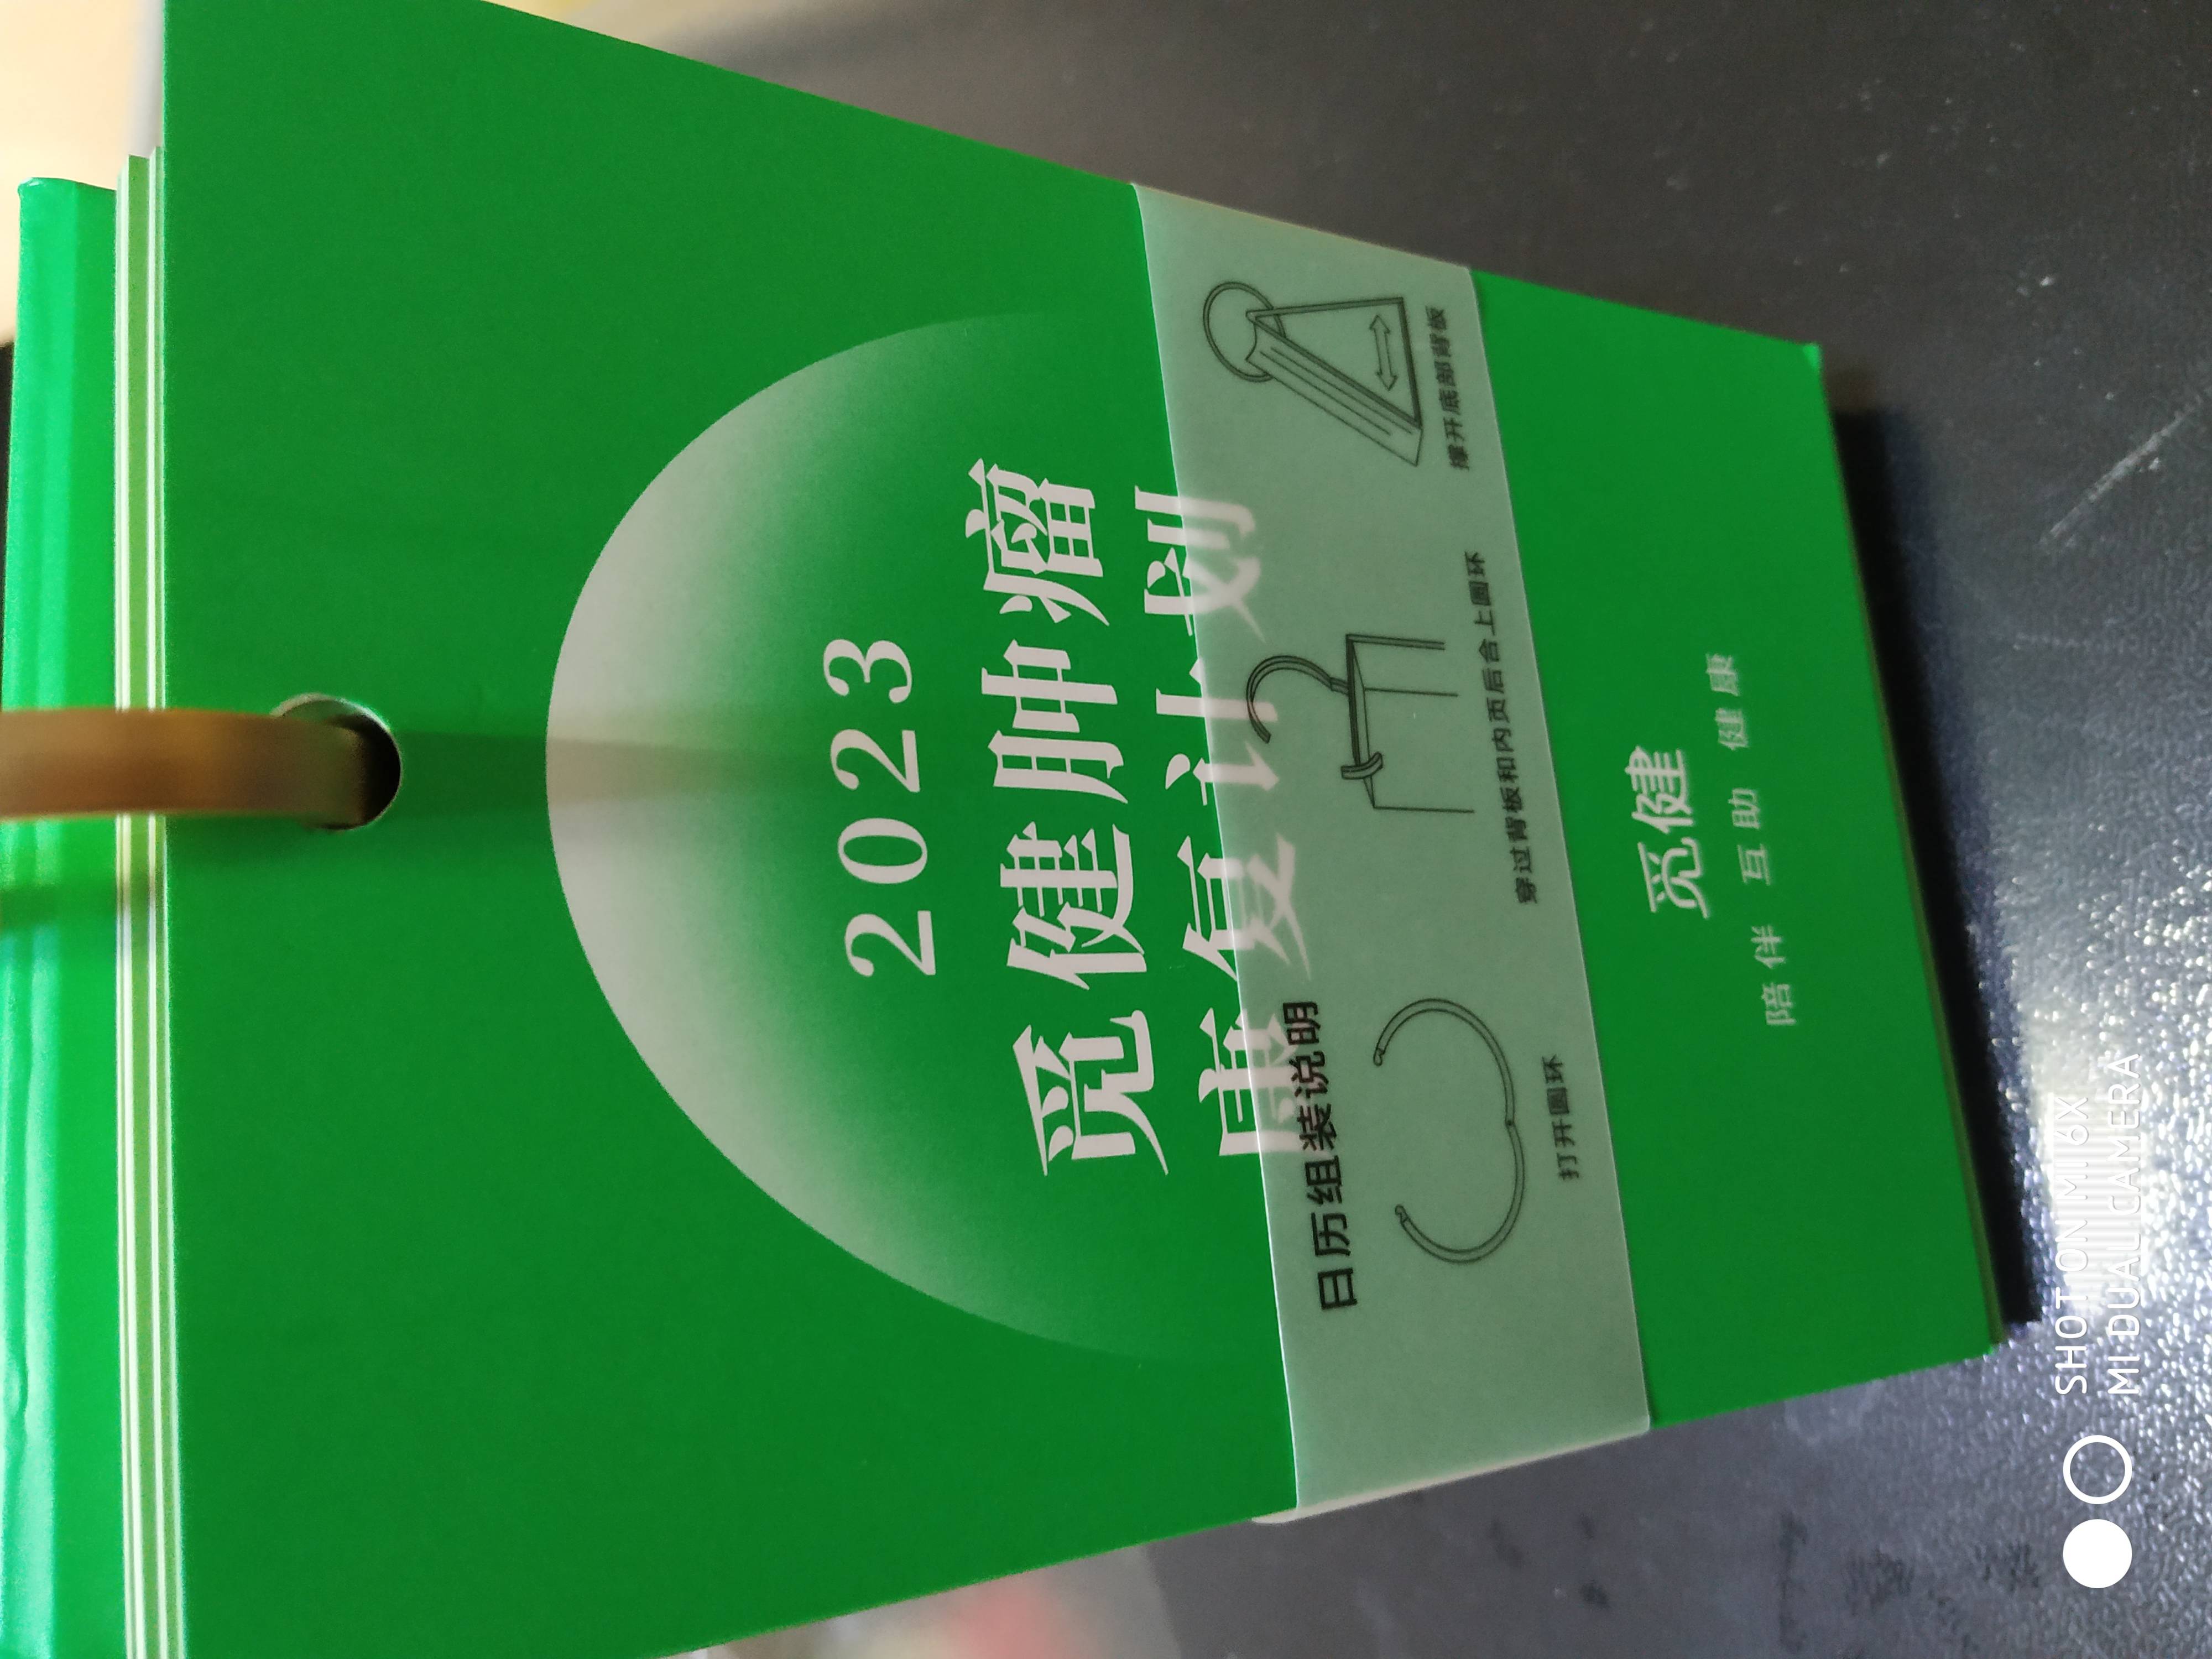 2023
觅健肿瘤
康复计划
日历组装说明
打开圆环
穿过背板和内页后合上圆环
撑开底部背板
觅健
陪伴 互助 健康
SHOT ON MI 6X
MI DUAL CAMERA